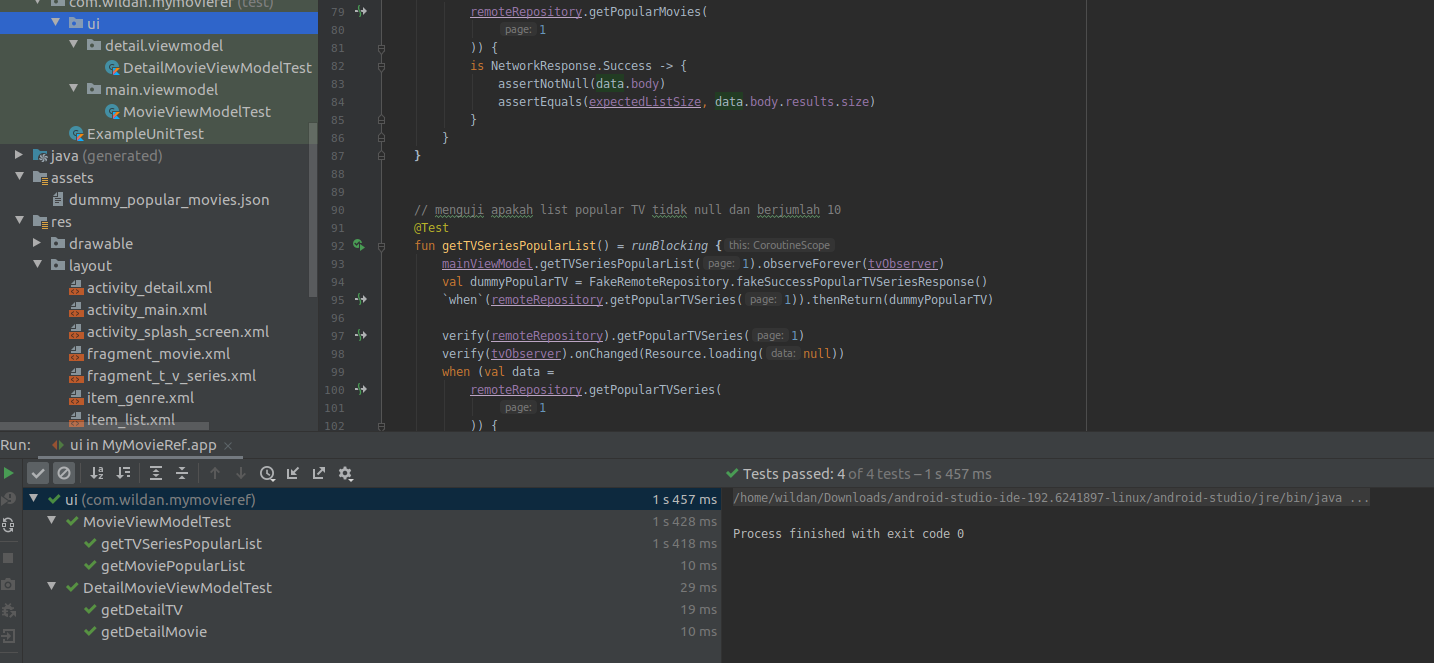 com.wildan.mymovieref (test)
ui
detail.viewmodel
DetailMovieViewModelTest
main.viewmodel
MovieViewModelTest
ExampleUnitTest
java (generated)
assets
dummy_popular_movies.json
res
drawable
layout
activity_detail.xml
activity_main.xml
activity_splash_screen.xml
fragment_movie.xml
fragment_t_v_series.xml
item_genre.xml
item_list.xml
79 remoteRepository.getPopularMovies(
80 page: 1
81 )) {
82 is NetworkResponse.Success -> {
83 assertNotNull(data.body)
84 assertEquals(expectedListSize, data.body.results.size)
85 }
86 }
87 }
88
89
90 // menguji apakah list popular TV tidak null dan berjumlah 10
91 @Test
92 fun getTVSeriesPopularList() = runBlocking { this: CoroutineScope
93 mainViewModel.getTVSeriesPopularList( page: 1).observeForever(tvObserver)
94 val dummyPopularTV = FakeRemoteRepository.fakeSuccessPopularTVSeriesResponse()
95 `when`(remoteRepository.getPopularTVSeries( page: 1)).thenReturn(dummyPopularTV)
96
97 verify(remoteRepository).getPopularTVSeries( page: 1)
98 verify(tvObserver).onChanged(Resource.loading( data: null))
99 when (val data =
100 remoteRepository.getPopularTVSeries(
101 page: 1
102 )) {
Run: ui in MyMovieRef.app ×
Tests passed: 4 of 4 tests – 1 s 457 ms
ui (com.wildan.mymovieref) 1 s 457 ms
MovieViewModelTest 1 s 428 ms
getTVSeriesPopularList 1 s 418 ms
getMoviePopularList 10 ms
DetailMovieViewModelTest 29 ms
getDetailTV 19 ms
getDetailMovie 10 ms
/home/wildan/Downloads/android-studio-ide-192.6241897-linux/android-studio/jre/bin/java ...
Process finished with exit code 0